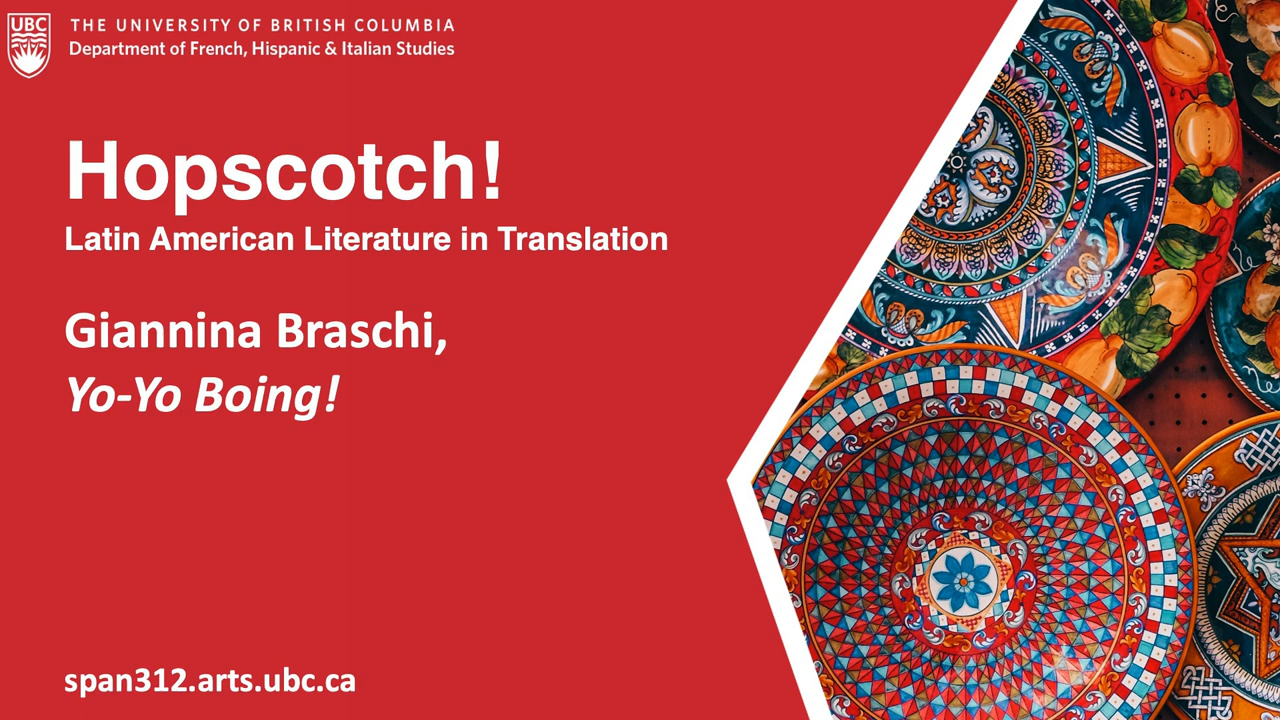 UBC
THE UNIVERSITY OF BRITISH COLUMBIA
Department of French, Hispanic & Italian Studies
Hopscotch!
Latin American Literature in Translation
Giannina Braschi,
Yo-Yo Boing!
span312.arts.ubc.ca